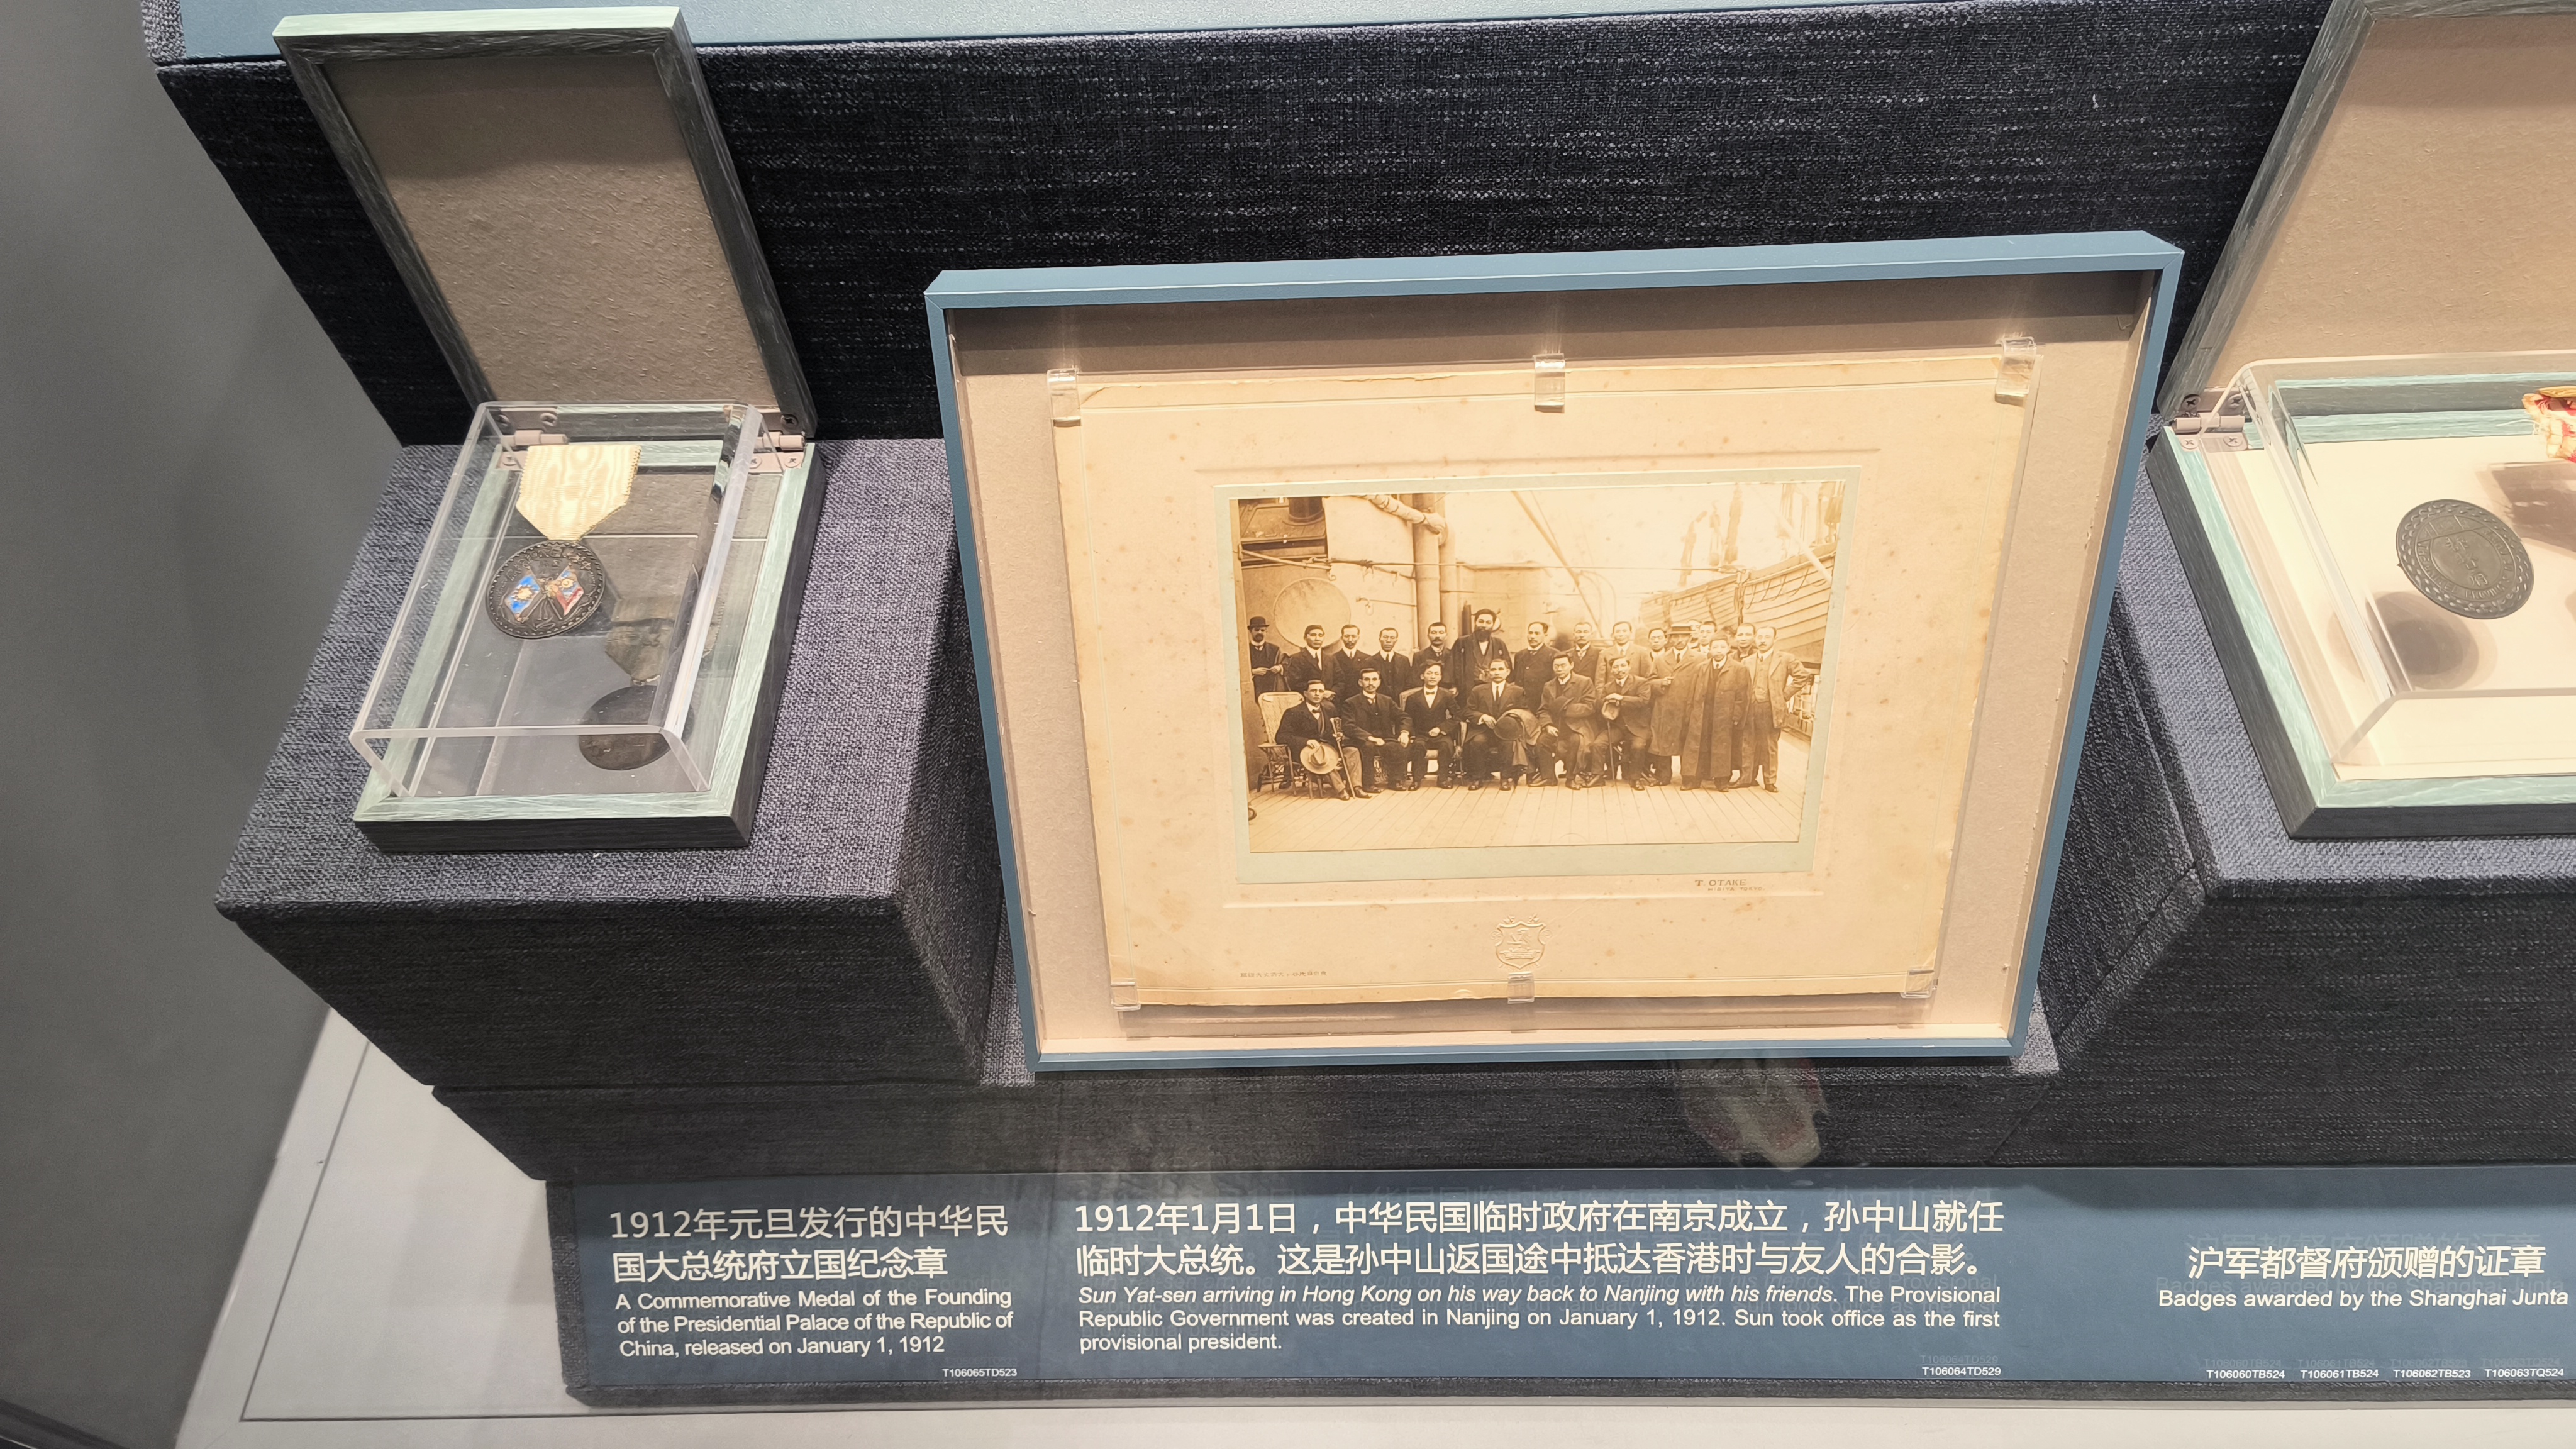 T. OTAKE
1912年元旦发行的中华民
国大总统府立国纪念章
A Commemorative Medal of the Founding
of the Presidential Palace of the Republic of
China, released on January 1, 1912
T106065TD523
1912年1月1日，中华民国临时政府在南京成立，孙中山就任
临时大总统。这是孙中山返国途中抵达香港时与友人的合影。
Sun Yat-sen arriving in Hong Kong on his way back to Nanjing with his friends. The Provisional
Republic Government was created in Nanjing on January 1, 1912. Sun took office as the first
provisional president.
T106064TD529
沪军都督府颁赠的证章
Badges awarded by the Shanghai Junta
T106060TB524 T106061TB524 T106062TB523 T106063TQ524